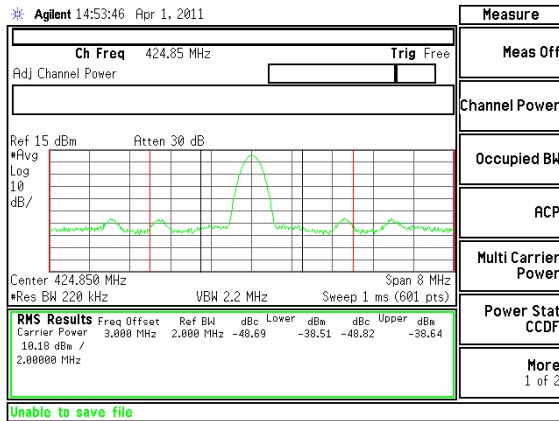 Agilent 14:53:46 Apr 1, 2011
Measure
Ch Freq 424.85 MHz Trig Free
Meas Off
Adj Channel Power
Channel Power
Ref 15 dBm Atten 30 dB
#Avg
Log
10
dB/
Occupied BW
ACP
Multi Carrier
Power
Center 424.850 MHz Span 8 MHz
#Res BW 220 kHz VBW 2.2 MHz Sweep 1 ms (601 pts)
Power Stat
CCDF
RMS Results Freq Offset Ref BW dBc Lower dBm dBc Upper dBm
Carrier Power 3.000 MHz 2.000 MHz -48.69 -38.51 -48.82 -38.64
10.18 dBm /
2.00000 MHz
More
1 of 2
Unable to save file